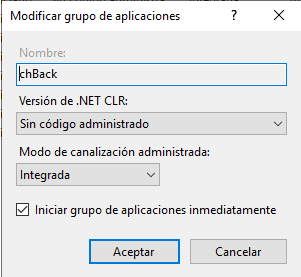 Modificar grupo de aplicaciones
?
Nombre:
chBack
Versión de .NET CLR:
Sin código administrado
Modo de canalización administrada:
Integrada
Iniciar grupo de aplicaciones inmediatamente
Aceptar
Cancelar